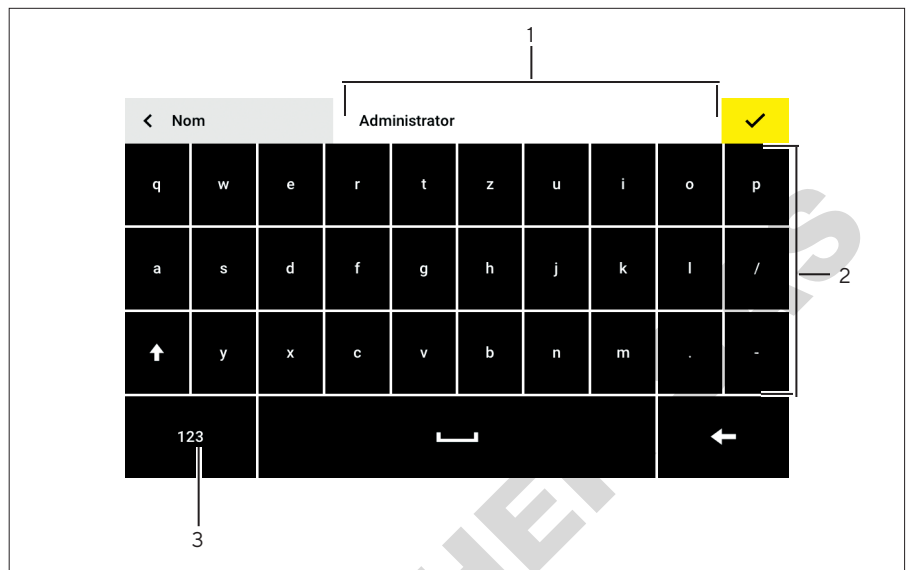 1
Nom Administrator
q w e r t z u i o p
a s d f g h j k l /
2
y x c v b n m . -
123
3